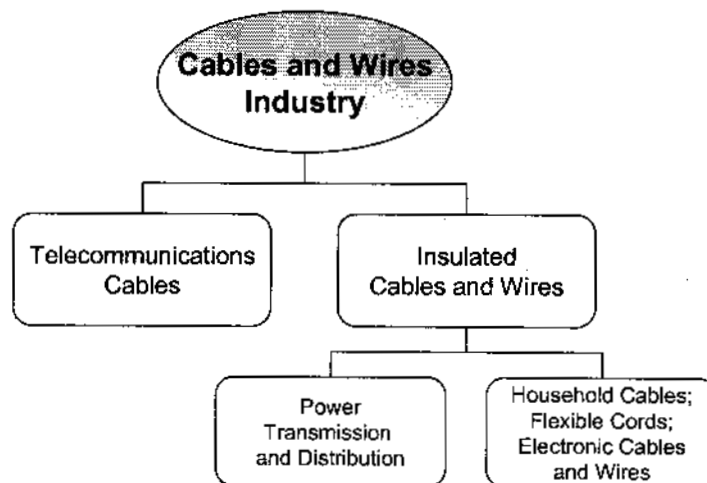 Cables and Wires
Industry
Telecommunications
Cables
Insulated
Cables and Wires
Power
Transmission
and Distribution
Household Cables;
Flexible Cords;
Electronic Cables
and Wires